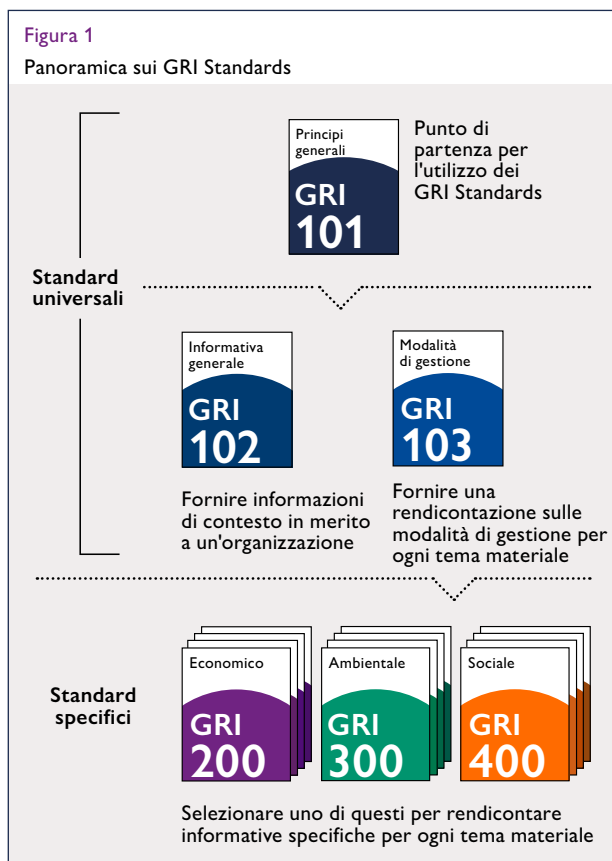 Figura 1
Panoramica sui GRI Standards
Principi
generali
GRI
101
Punto di
partenza per
l'utilizzo dei
GRI Standards
Standard
universali
Informativa
generale
GRI
102
Modalità
di gestione
GRI
103
Fornire informazioni
di contesto in merito
a un'organizzazione
Fornire una
rendicontazione sulle
modalità di gestione per
ogni tema materiale
Standard
specifici
Economico
GRI
200
Ambientale
GRI
300
Sociale
GRI
400
Selezionare uno di questi per rendicontare
informative specifiche per ogni tema materiale